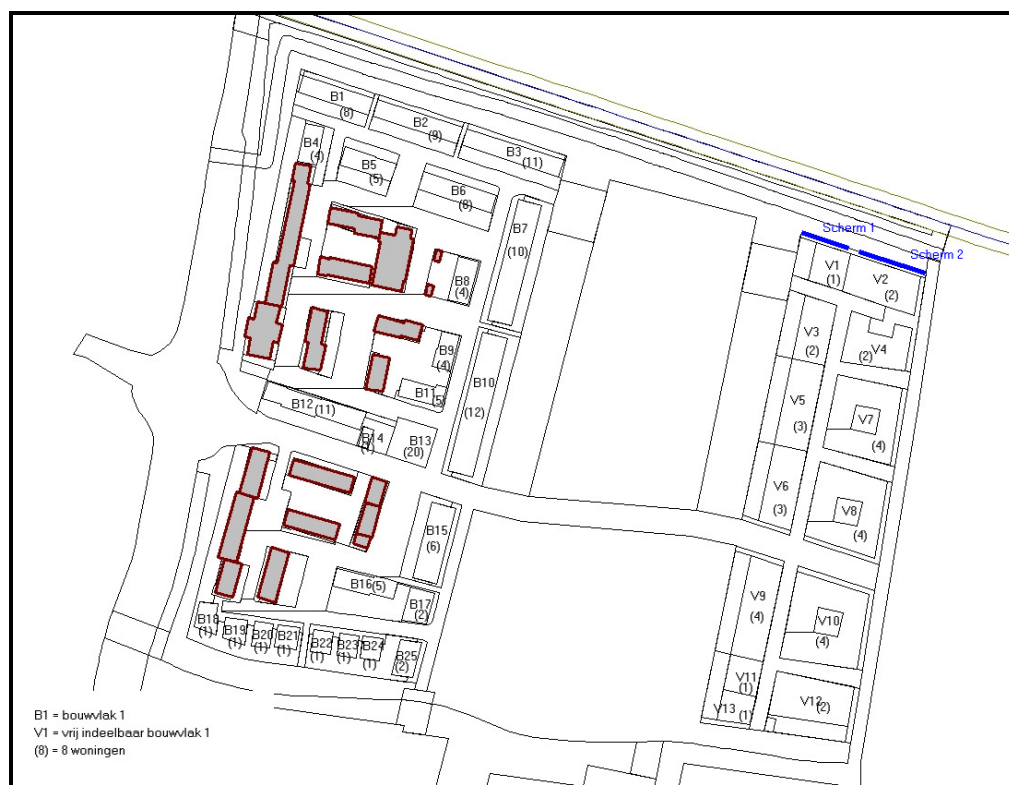 B1
(8)
B2
(9)
B3
(11)
B4
(4)
B5
(5)
B6
(8)
B7
(10)
B8
(4)
Scherm 1
Scherm 2
V1
(1)
V2
(2)
V3
(2)
V4
(2)
B9
(4)
B10
(12)
B11
(5)
B12
(11)
B13
(20)
B14
(1)
V5
(3)
V7
(4)
V6
(3)
V8
(4)
B15
(6)
B16
(5)
B17
(2)
V9
(4)
V10
(4)
B18
(1)
B19
(1)
B20
(1)
B21
(1)
B22
(1)
B23
(1)
B24
(1)
B25
(2)
V11
(1)
V12
(2)
V13
(1)
B1 = bouwvlak 1
V1 = vrij indeelbaar bouwvlak 1
(8) = 8 woningen